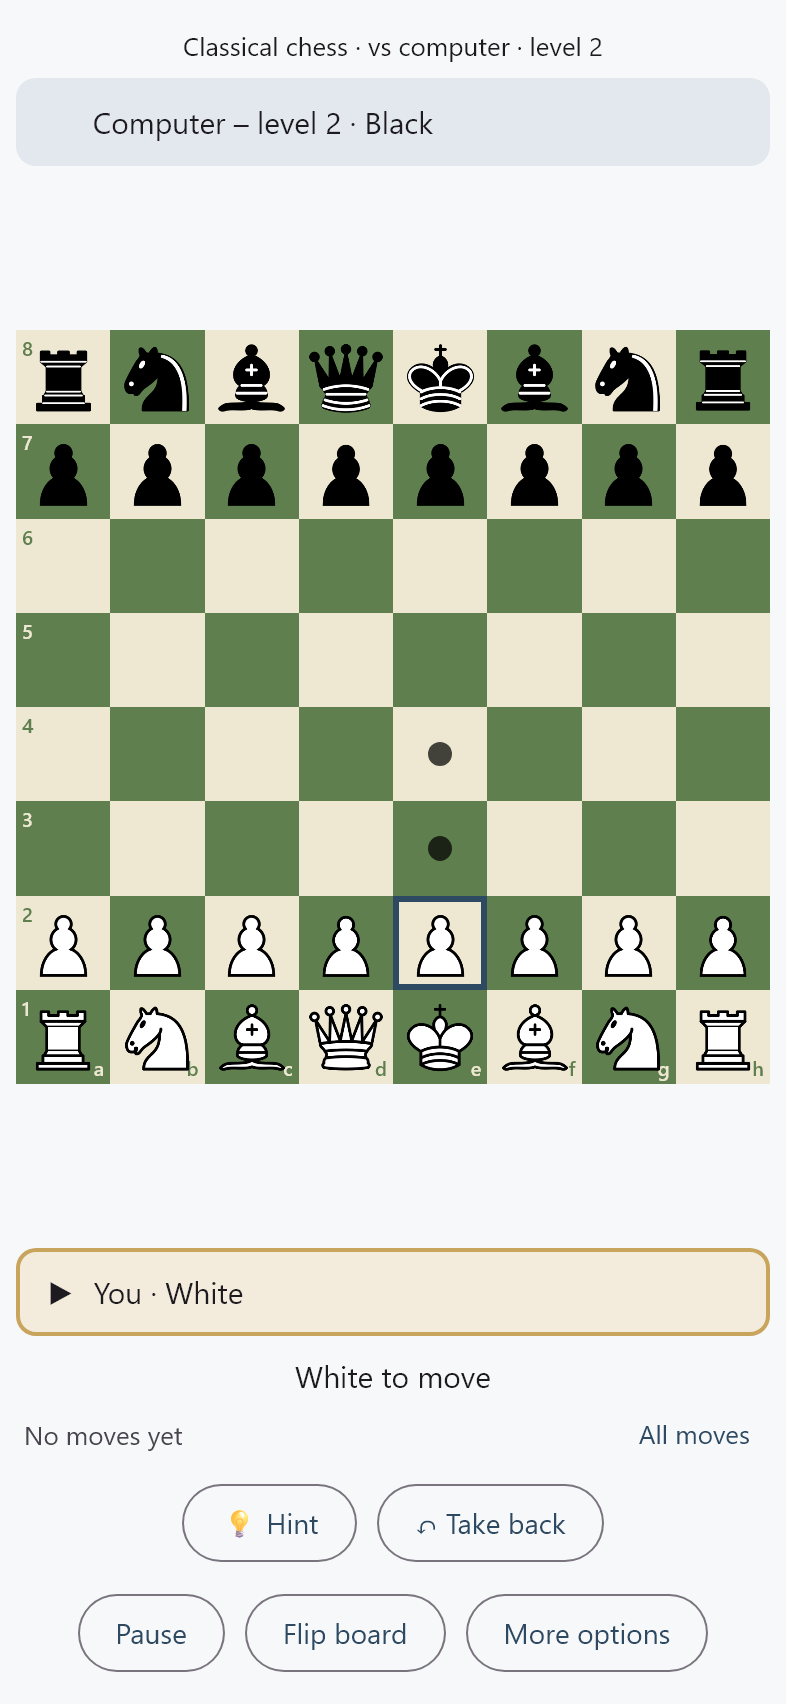 Classical chess · vs computer · level 2
Computer – level 2 · Black
8
7
6
5
4
3
2
1
a b c d e f g h
▶ You · White
White to move
No moves yet All moves
💡 Hint ⤺ Take back
Pause Flip board More options